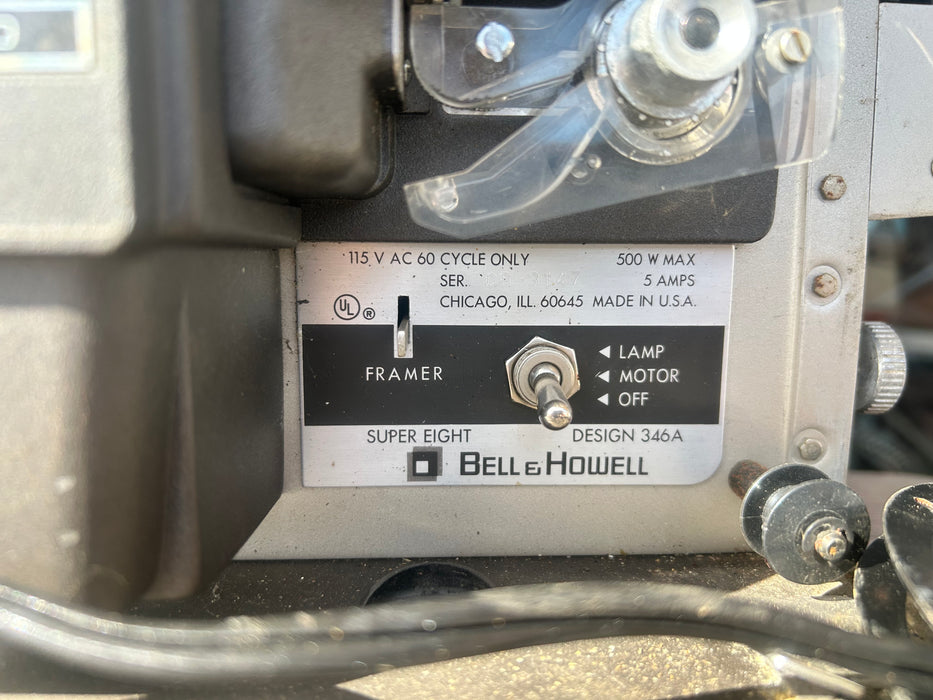 115 V AC 60 CYCLE ONLY 500 W MAX
SER. 5 AMPS
CHICAGO, ILL. 60645 MADE IN U.S.A.
UL ®
FRAMER
◀ LAMP
◀ MOTOR
◀ OFF
SUPER EIGHT DESIGN 346A
BELL & HOWELL